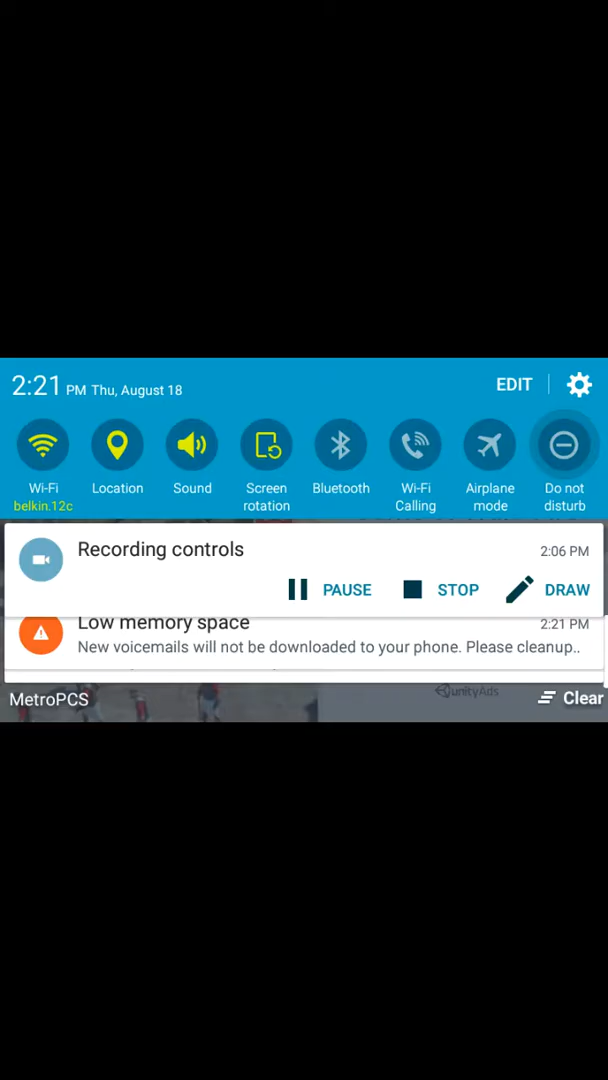 2:21 PM Thu, August 18 EDIT
Wi-Fi Location Sound Screen rotation Bluetooth Wi-Fi Calling Airplane mode Do not disturb
belkin.12c
Recording controls 2:06 PM
PAUSE STOP DRAW
Low memory space 2:21 PM
New voicemails will not be downloaded to your phone. Please cleanup..
unityAds
MetroPCS Clear